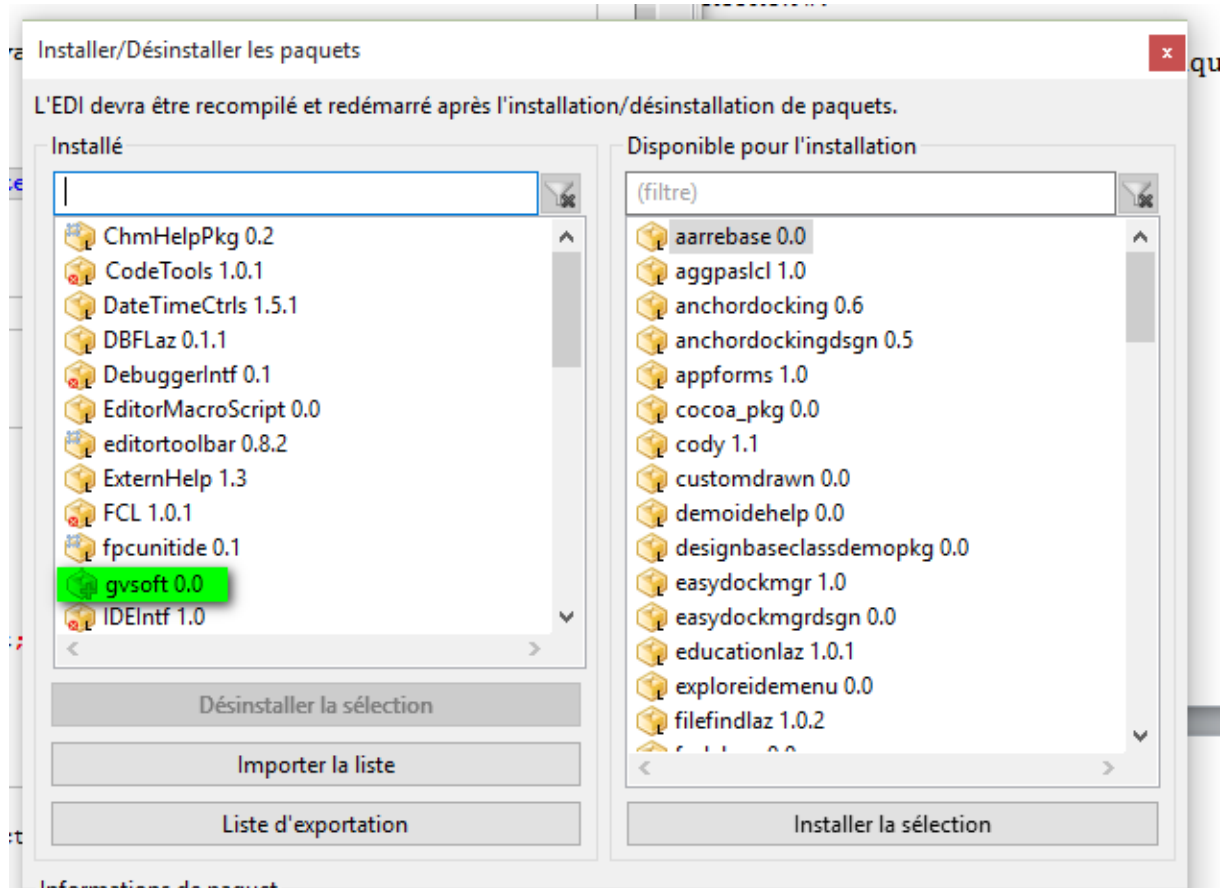 Installer/Désinstaller les paquets
x
L'EDI devra être recompilé et redémarré après l'installation/désinstallation de paquets.
Installé
ChmHelpPkg 0.2
CodeTools 1.0.1
DateTimeCtrls 1.5.1
DBFLaz 0.1.1
DebuggerIntf 0.1
EditorMacroScript 0.0
editortoolbar 0.8.2
ExternHelp 1.3
FCL 1.0.1
fpcunitide 0.1
gvsoft 0.0
IDEIntf 1.0
Désinstaller la sélection
Importer la liste
Liste d'exportation
Disponible pour l'installation
(filtre)
aarrebase 0.0
aggpaslcl 1.0
anchordocking 0.6
anchordockingdsgn 0.5
appforms 1.0
cocoa_pkg 0.0
cody 1.1
customdrawn 0.0
demoidehelp 0.0
designbaseclassdemopkg 0.0
easydockmgr 1.0
easydockmgrdsgn 0.0
educationlaz 1.0.1
exploreidemenu 0.0
filefindlaz 1.0.2
Installer la sélection
Informations de paquet